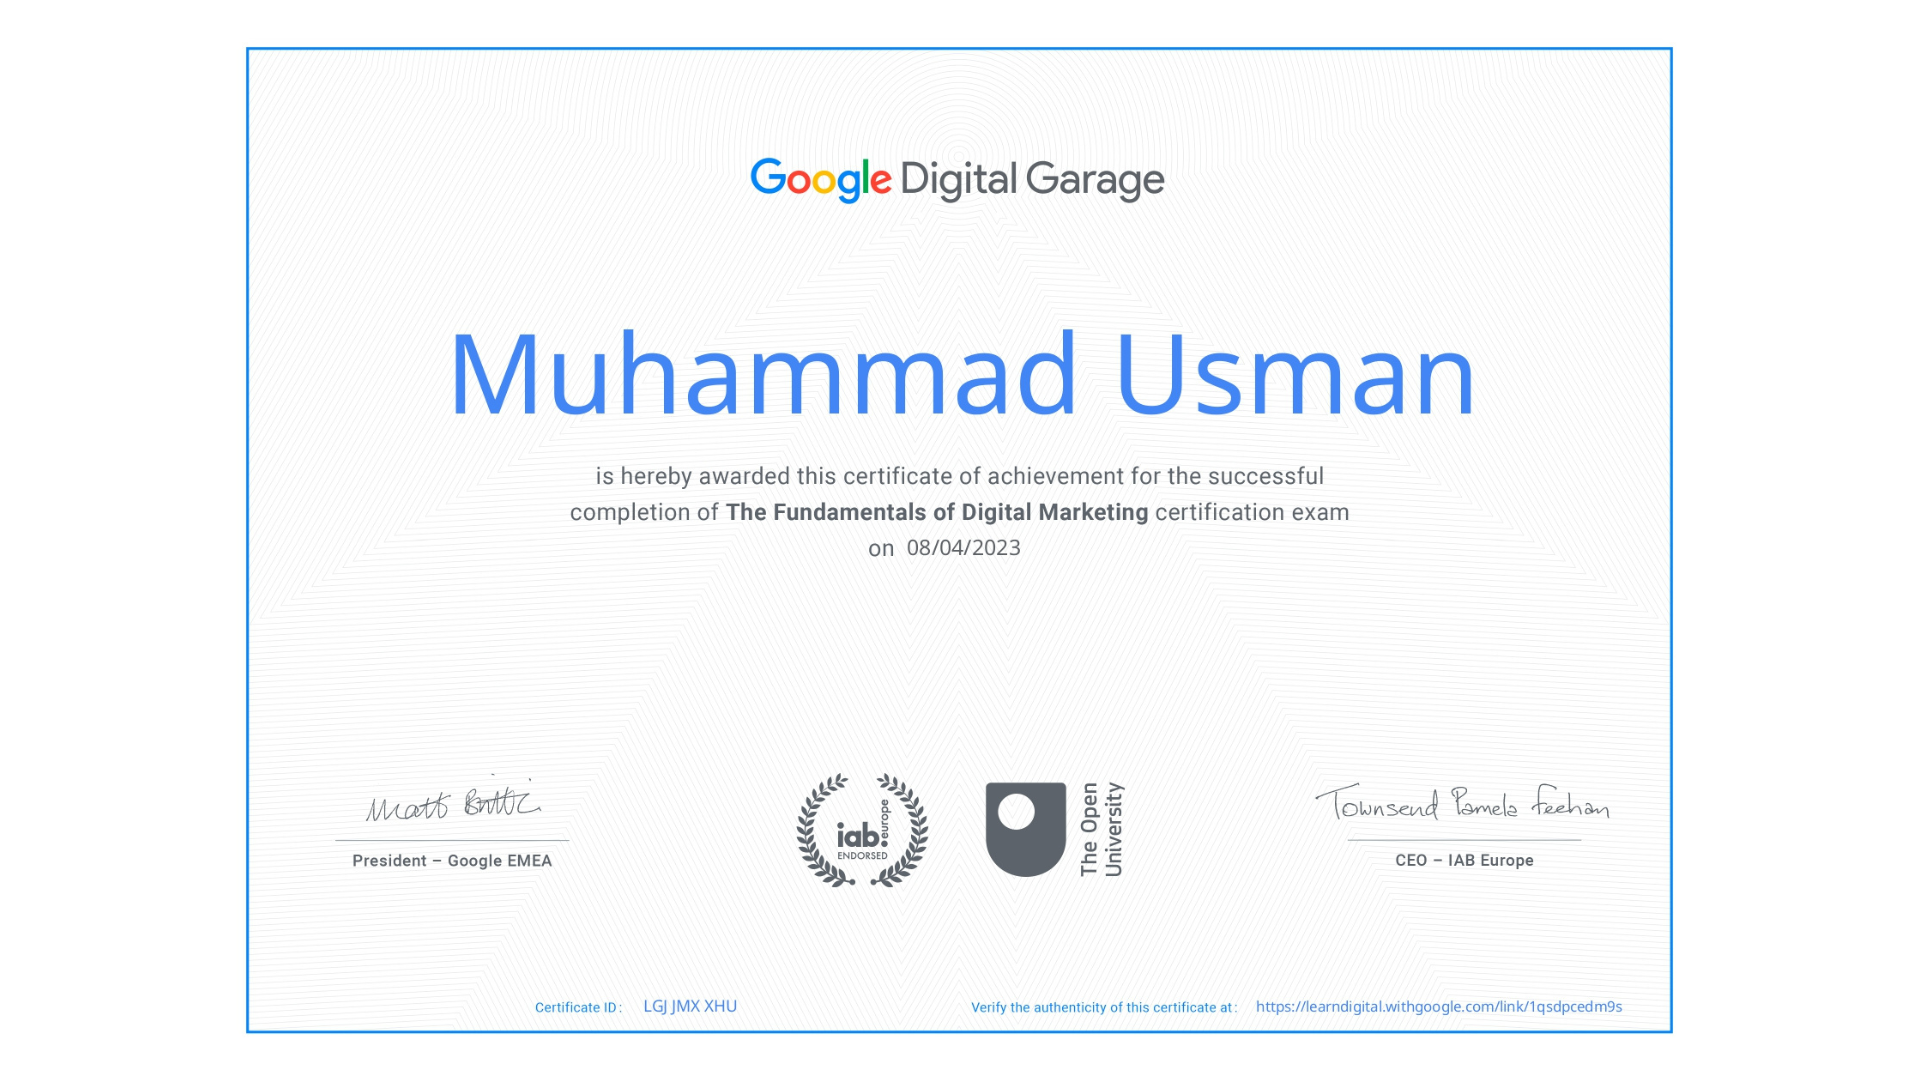 Google Digital Garage
Muhammad Usman
is hereby awarded this certificate of achievement for the successful
completion of The Fundamentals of Digital Marketing certification exam
on 08/04/2023
Matt Brittin
President – Google EMEA
iab europe
ENDORSED
The Open
University
Townsend Pamela Feehan
CEO – IAB Europe
Certificate ID: LGJ JMX XHU
Verify the authenticity of this certificate at: https://learndigital.withgoogle.com/link/1qsdpcedm9s